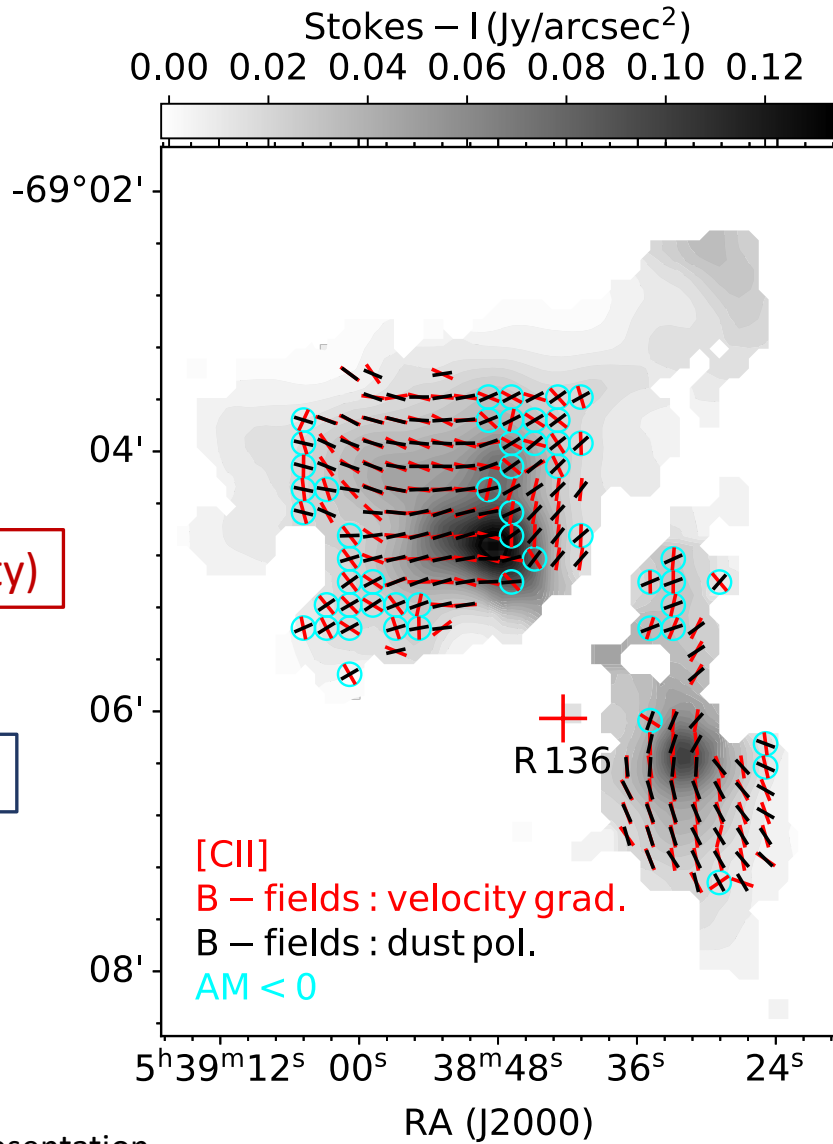 Stokes − I (Jy/arcsec²)
0.00 0.02 0.04 0.06 0.08 0.10 0.12
-69°02'
04'
ty)
06'
R 136
[CII]
B − fields : velocity grad.
B − fields : dust pol.
AM < 0
08'
5ʰ39ᵐ12ˢ 00ˢ 38ᵐ48ˢ 36ˢ 24ˢ
RA (J2000)